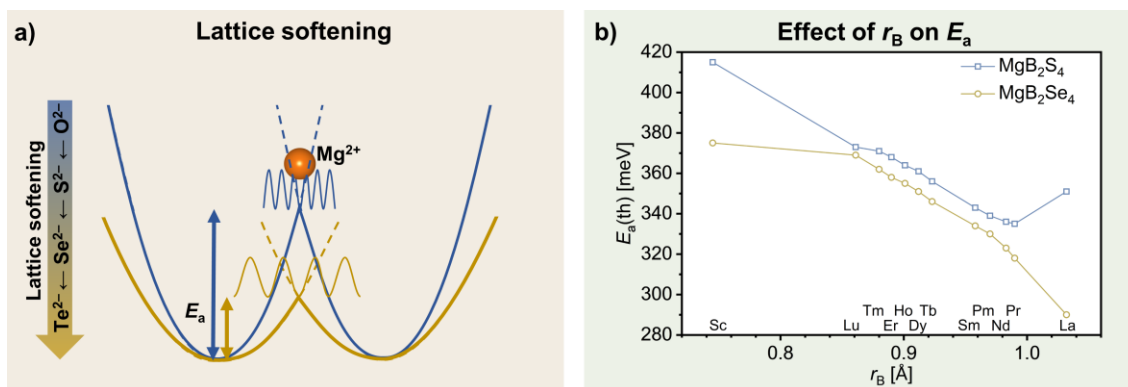 a)
Lattice softening
Lattice softening
Te²⁻ ← Se²⁻ ← S²⁻ ← O²⁻
Mg²⁺
Eₐ
b)
Effect of r_B on Eₐ
MgB₂S₄
MgB₂Se₄
Eₐ(th) [meV]
420
400
380
360
340
320
300
280
Tm Ho Tb Pm Pr
Sc Lu Er Dy Sm Nd La
0.8 0.9 1.0
r_B [Å]